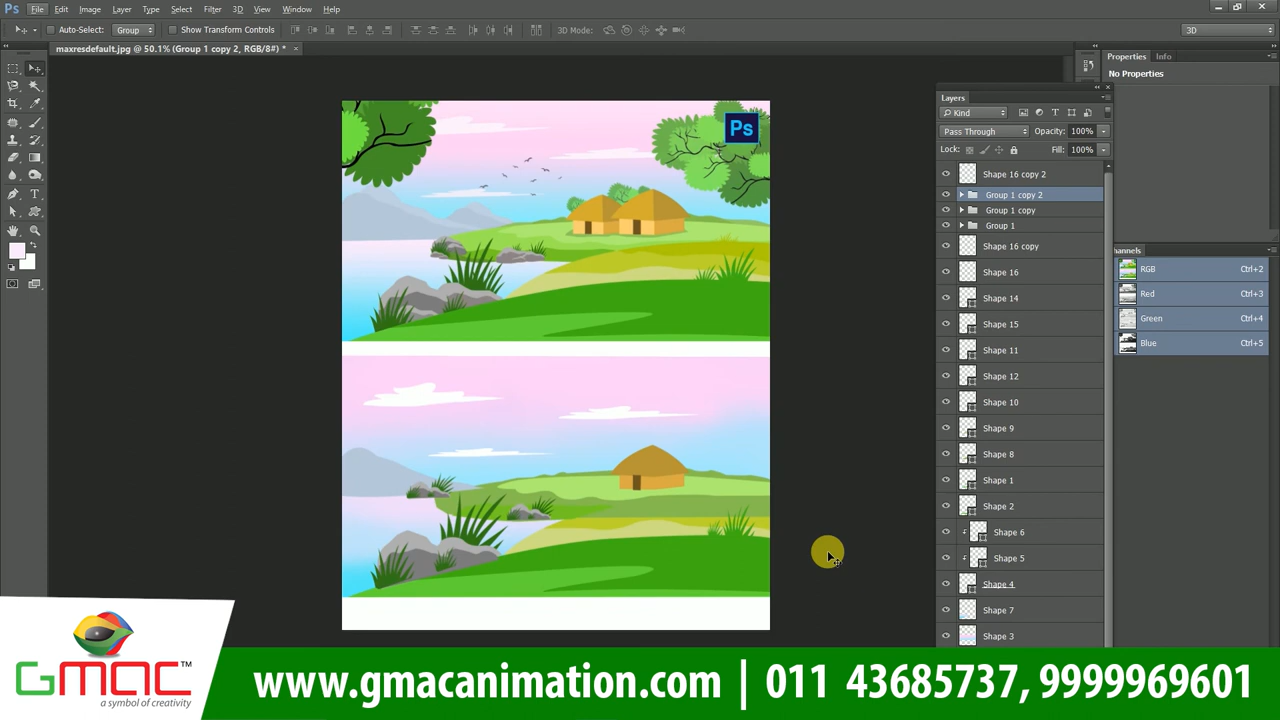 Ps File Edit Image Layer Type Select Filter 3D View Window Help
Auto-Select: Group Show Transform Controls 3D Mode: 3D
maxresdefault.jpg @ 50.1% (Group 1 copy 2, RGB/8#) * ×
Properties Info
No Properties
Layers
Kind
Pass Through Opacity: 100%
Lock: Fill: 100%
Shape 16 copy 2
Group 1 copy 2
Group 1 copy
Group 1
Shape 16 copy
Shape 16
Shape 14
Shape 15
Shape 11
Shape 12
Shape 10
Shape 9
Shape 8
Shape 1
Shape 2
Shape 6
Shape 5
Shape 4
Shape 7
Shape 3
hannels
RGB Ctrl+2
Red Ctrl+3
Green Ctrl+4
Blue Ctrl+5
Ps
GMAC™
a symbol of creativity
www.gmacanimation.com | 011 43685737, 9999969601